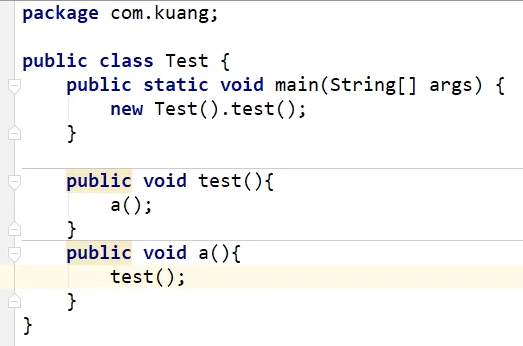 package com.kuang;
public class Test {
public static void main(String[] args) {
new Test().test();
}
public void test(){
a();
}
public void a(){
test();
}
}